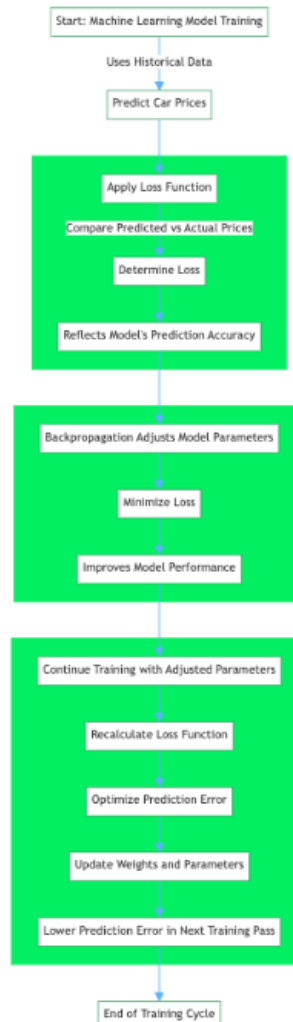 Start: Machine Learning Model Training
Uses Historical Data
Predict Car Prices
Apply Loss Function
Compare Predicted vs Actual Prices
Determine Loss
Reflects Model's Prediction Accuracy
Backpropagation Adjusts Model Parameters
Minimize Loss
Improves Model Performance
Continue Training with Adjusted Parameters
Recalculate Loss Function
Optimize Prediction Error
Update Weights and Parameters
Lower Prediction Error in Next Training Pass
End of Training Cycle